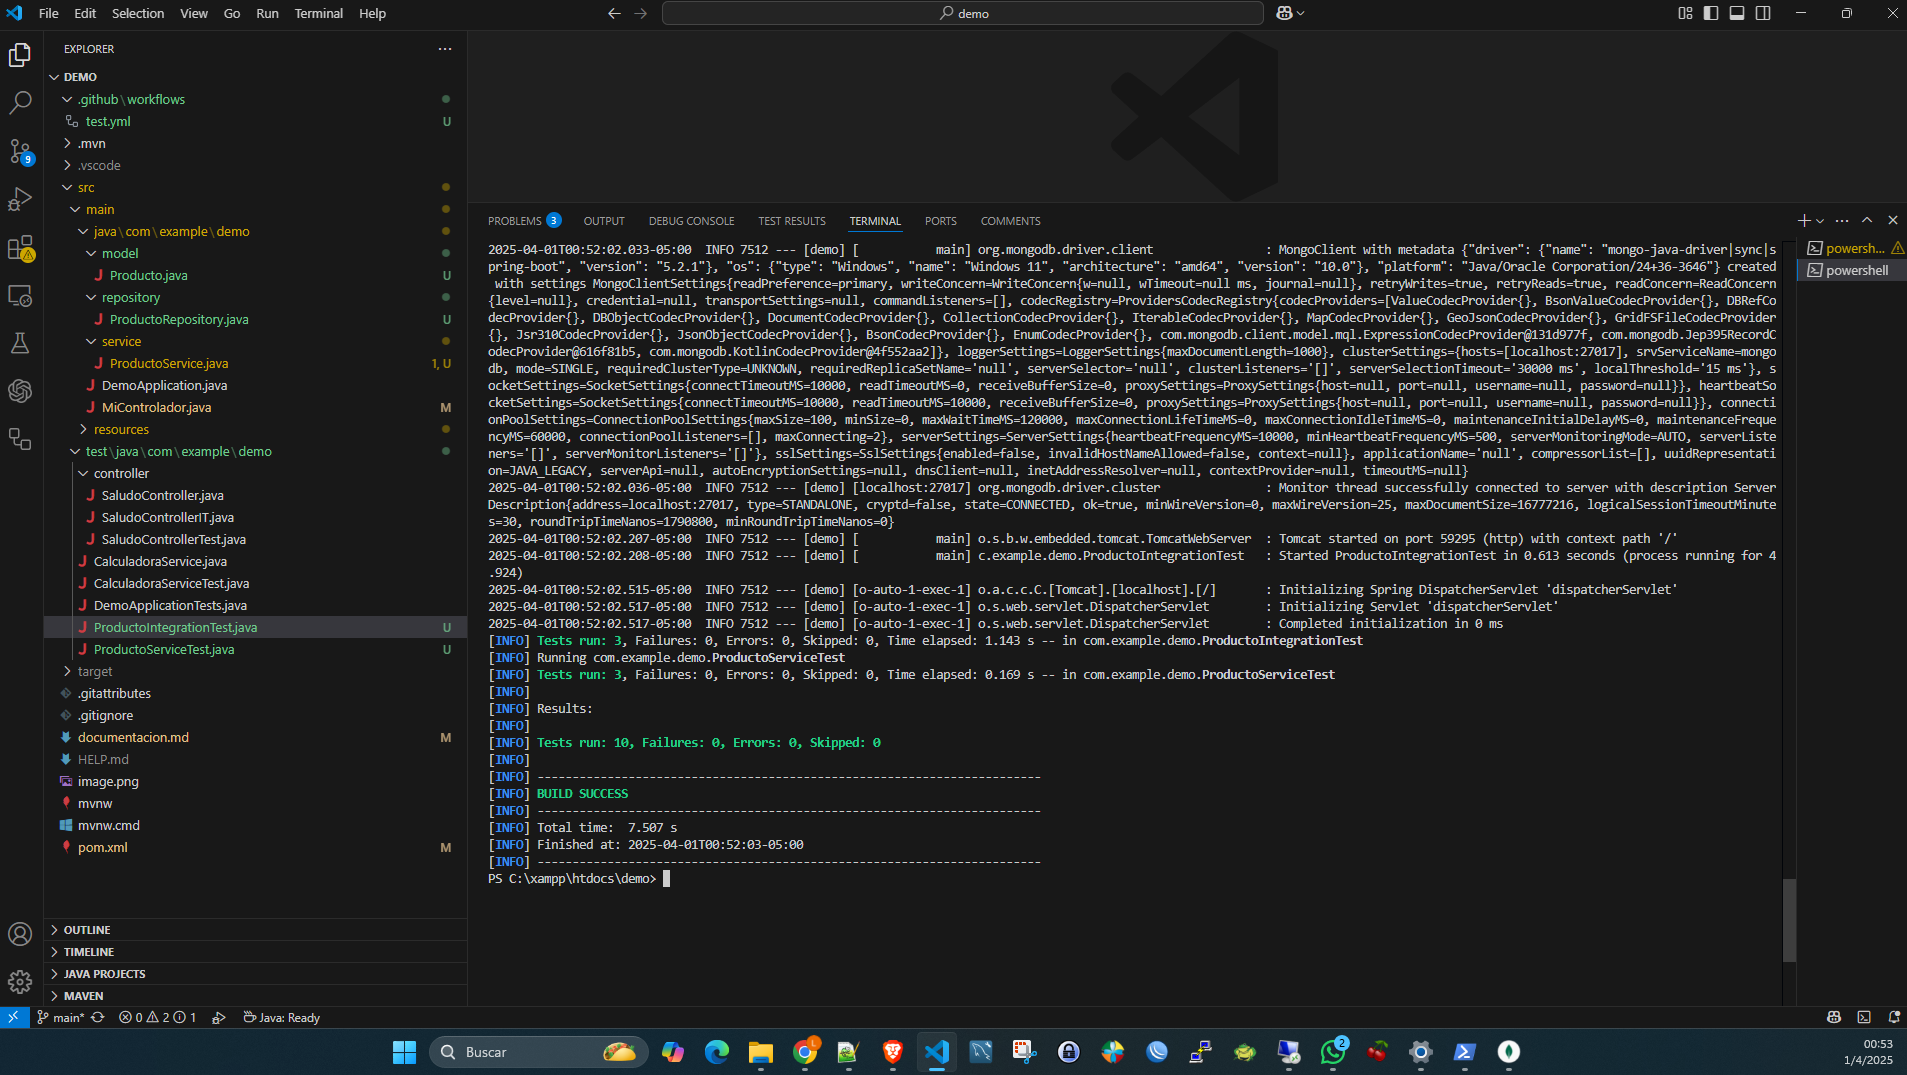 File Edit Selection View Go Run Terminal Help
demo
EXPLORER
DEMO
.github\workflows
test.yml U
.mvn
.vscode
src
main
java\com\example\demo
model
Producto.java U
repository
ProductoRepository.java U
service
ProductoService.java 1, U
DemoApplication.java
MiControlador.java M
resources
test\java\com\example\demo
controller
SaludoController.java
SaludoControllerIT.java
SaludoControllerTest.java
CalculadoraService.java
CalculadoraServiceTest.java
DemoApplicationTests.java
ProductoIntegrationTest.java U
ProductoServiceTest.java U
target
.gitattributes
.gitignore
documentacion.md M
HELP.md
image.png
mvnw
mvnw.cmd
pom.xml M
OUTLINE
TIMELINE
JAVA PROJECTS
MAVEN
9
PROBLEMS 3 OUTPUT DEBUG CONSOLE TEST RESULTS TERMINAL PORTS COMMENTS
powersh...
powershell
2025-04-01T00:52:02.033-05:00 INFO 7512 --- [demo] [ main] org.mongodb.driver.client : MongoClient with metadata {"driver": {"name": "mongo-java-driver|sync|s
pring-boot", "version": "5.2.1"}, "os": {"type": "Windows", "name": "Windows 11", "architecture": "amd64", "version": "10.0"}, "platform": "Java/Oracle Corporation/24+36-3646"} created
with settings MongoClientSettings{readPreference=primary, writeConcern=WriteConcern{w=null, wTimeout=null ms, journal=null}, retryWrites=true, retryReads=true, readConcern=ReadConcern
{level=null}, credential=null, transportSettings=null, commandListeners=[], codecRegistry=ProvidersCodecRegistry{codecProviders=[ValueCodecProvider{}, BsonValueCodecProvider{}, DBRefCo
decProvider{}, DBObjectCodecProvider{}, DocumentCodecProvider{}, CollectionCodecProvider{}, IterableCodecProvider{}, MapCodecProvider{}, GeoJsonCodecProvider{}, GridFSFileCodecProvider
{}, Jsr310CodecProvider{}, JsonObjectCodecProvider{}, BsonCodecProvider{}, EnumCodecProvider{}, com.mongodb.client.model.mql.ExpressionCodecProvider@131d977f, com.mongodb.Jep395RecordC
odecProvider@616f81b5, com.mongodb.KotlinCodecProvider@4f552aa2]}, loggerSettings=LoggerSettings{maxDocumentLength=1000}, clusterSettings={hosts=[localhost:27017], srvServiceName=mongo
db, mode=SINGLE, requiredClusterType=UNKNOWN, requiredReplicaSetName='null', serverSelector='null', clusterListeners='[]', serverSelectionTimeout='30000 ms', localThreshold='15 ms'}, s
ocketSettings=SocketSettings{connectTimeoutMS=10000, readTimeoutMS=0, receiveBufferSize=0, proxySettings=ProxySettings{host=null, port=null, username=null, password=null}}, heartbeatSo
cketSettings=SocketSettings{connectTimeoutMS=10000, readTimeoutMS=10000, receiveBufferSize=0, proxySettings=ProxySettings{host=null, port=null, username=null, password=null}}, connecti
onPoolSettings=ConnectionPoolSettings{maxSize=100, minSize=0, maxWaitTimeMS=120000, maxConnectionLifeTimeMS=0, maxConnectionIdleTimeMS=0, maintenanceInitialDelayMS=0, maintenanceFreque
ncyMS=60000, connectionPoolListeners=[], maxConnecting=2}, serverSettings=ServerSettings{heartbeatFrequencyMS=10000, minHeartbeatFrequencyMS=500, serverMonitoringMode=AUTO, serverListe
ners='[]', serverMonitorListeners='[]'}, sslSettings=SslSettings{enabled=false, invalidHostNameAllowed=false, context=null}, applicationName='null', compressorList=[], uuidRepresentati
on=JAVA_LEGACY, serverApi=null, autoEncryptionSettings=null, dnsClient=null, inetAddressResolver=null, contextProvider=null, timeoutMS=null}
2025-04-01T00:52:02.036-05:00 INFO 7512 --- [demo] [localhost:27017] org.mongodb.driver.cluster : Monitor thread successfully connected to server with description Server
Description{address=localhost:27017, type=STANDALONE, cryptd=false, state=CONNECTED, ok=true, minWireVersion=0, maxWireVersion=25, maxDocumentSize=16777216, logicalSessionTimeoutMinute
s=30, roundTripTimeNanos=1790800, minRoundTripTimeNanos=0}
2025-04-01T00:52:02.207-05:00 INFO 7512 --- [demo] [ main] o.s.b.w.embedded.tomcat.TomcatWebServer : Tomcat started on port 59295 (http) with context path '/'
2025-04-01T00:52:02.208-05:00 INFO 7512 --- [demo] [ main] c.example.demo.ProductoIntegrationTest : Started ProductoIntegrationTest in 0.613 seconds (process running for 4
.924)
2025-04-01T00:52:02.515-05:00 INFO 7512 --- [demo] [o-auto-1-exec-1] o.a.c.c.C.[Tomcat].[localhost].[/] : Initializing Spring DispatcherServlet 'dispatcherServlet'
2025-04-01T00:52:02.517-05:00 INFO 7512 --- [demo] [o-auto-1-exec-1] o.s.web.servlet.DispatcherServlet : Initializing Servlet 'dispatcherServlet'
2025-04-01T00:52:02.517-05:00 INFO 7512 --- [demo] [o-auto-1-exec-1] o.s.web.servlet.DispatcherServlet : Completed initialization in 0 ms
[INFO] Tests run: 3, Failures: 0, Errors: 0, Skipped: 0, Time elapsed: 1.143 s -- in com.example.demo.ProductoIntegrationTest
[INFO] Running com.example.demo.ProductoServiceTest
[INFO] Tests run: 3, Failures: 0, Errors: 0, Skipped: 0, Time elapsed: 0.169 s -- in com.example.demo.ProductoServiceTest
[INFO]
[INFO] Results:
[INFO]
[INFO] Tests run: 10, Failures: 0, Errors: 0, Skipped: 0
[INFO]
[INFO] ------------------------------------------------------------------------
[INFO] BUILD SUCCESS
[INFO] ------------------------------------------------------------------------
[INFO] Total time:  7.507 s
[INFO] Finished at: 2025-04-01T00:52:03-05:00
[INFO] ------------------------------------------------------------------------
PS C:\xampp\htdocs\demo>
main* 0 2 1 Java: Ready
Buscar
L
2
00:53
1/4/2025